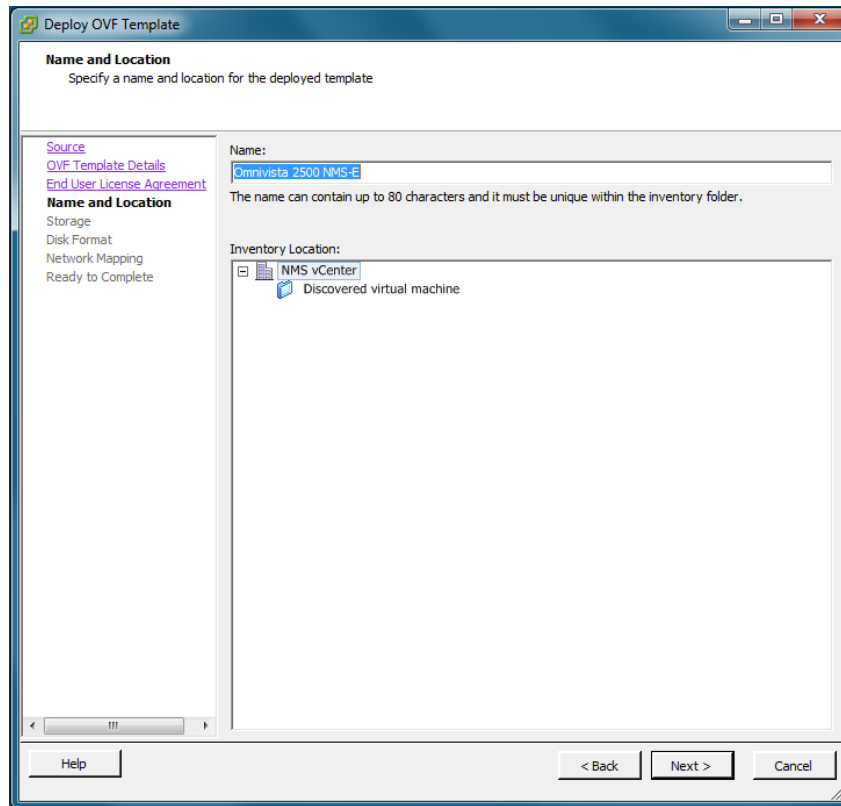 Deploy OVF Template
Name and Location
Specify a name and location for the deployed template
Source
OVF Template Details
End User License Agreement
Name and Location
Storage
Disk Format
Network Mapping
Ready to Complete
Name:
Omnivista 2500 NMS-E
The name can contain up to 80 characters and it must be unique within the inventory folder.
Inventory Location:
NMS vCenter
Discovered virtual machine
Help
< Back
Next >
Cancel